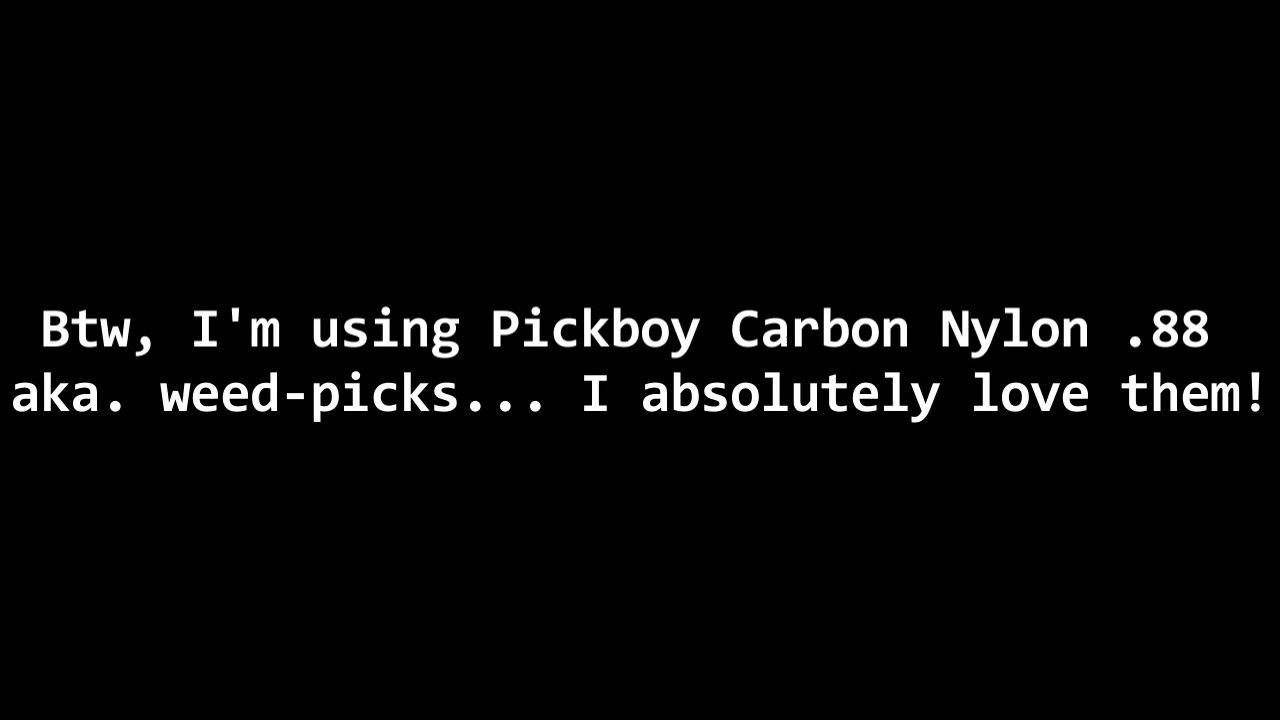 Btw, I'm using Pickboy Carbon Nylon .88
aka. weed-picks... I absolutely love them!